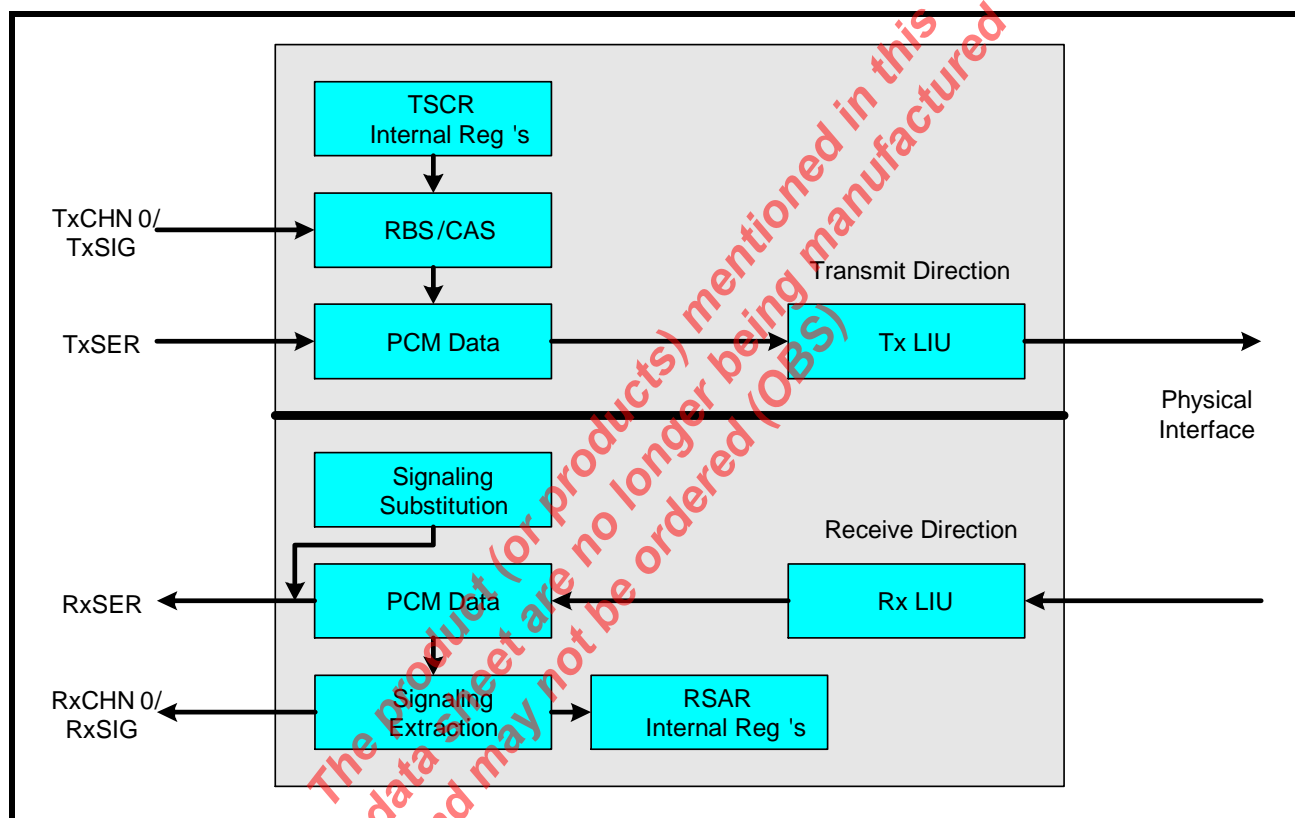 TSCR
Internal Reg 's
TxCHN 0/
TxSIG
RBS/CAS
Transmit Direction
TxSER
PCM Data
Tx LIU
Physical
Interface
Signaling
Substitution
Receive Direction
RxSER
PCM Data
Rx LIU
RxCHN 0/
RxSIG
Signaling
Extraction
RSAR
Internal Reg 's
The product (or products) mentioned in this
data sheet are no longer being manufactured
and may not be ordered (OBS)